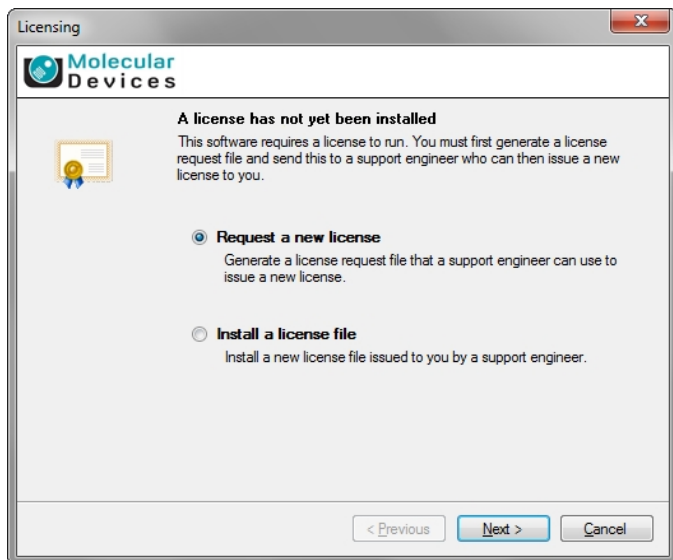 Licensing
Molecular
Devices
A license has not yet been installed
This software requires a license to run. You must first generate a license
request file and send this to a support engineer who can then issue a new
license to you.
Request a new license
Generate a license request file that a support engineer can use to
issue a new license.
Install a license file
Install a new license file issued to you by a support engineer.
< Previous
Next >
Cancel